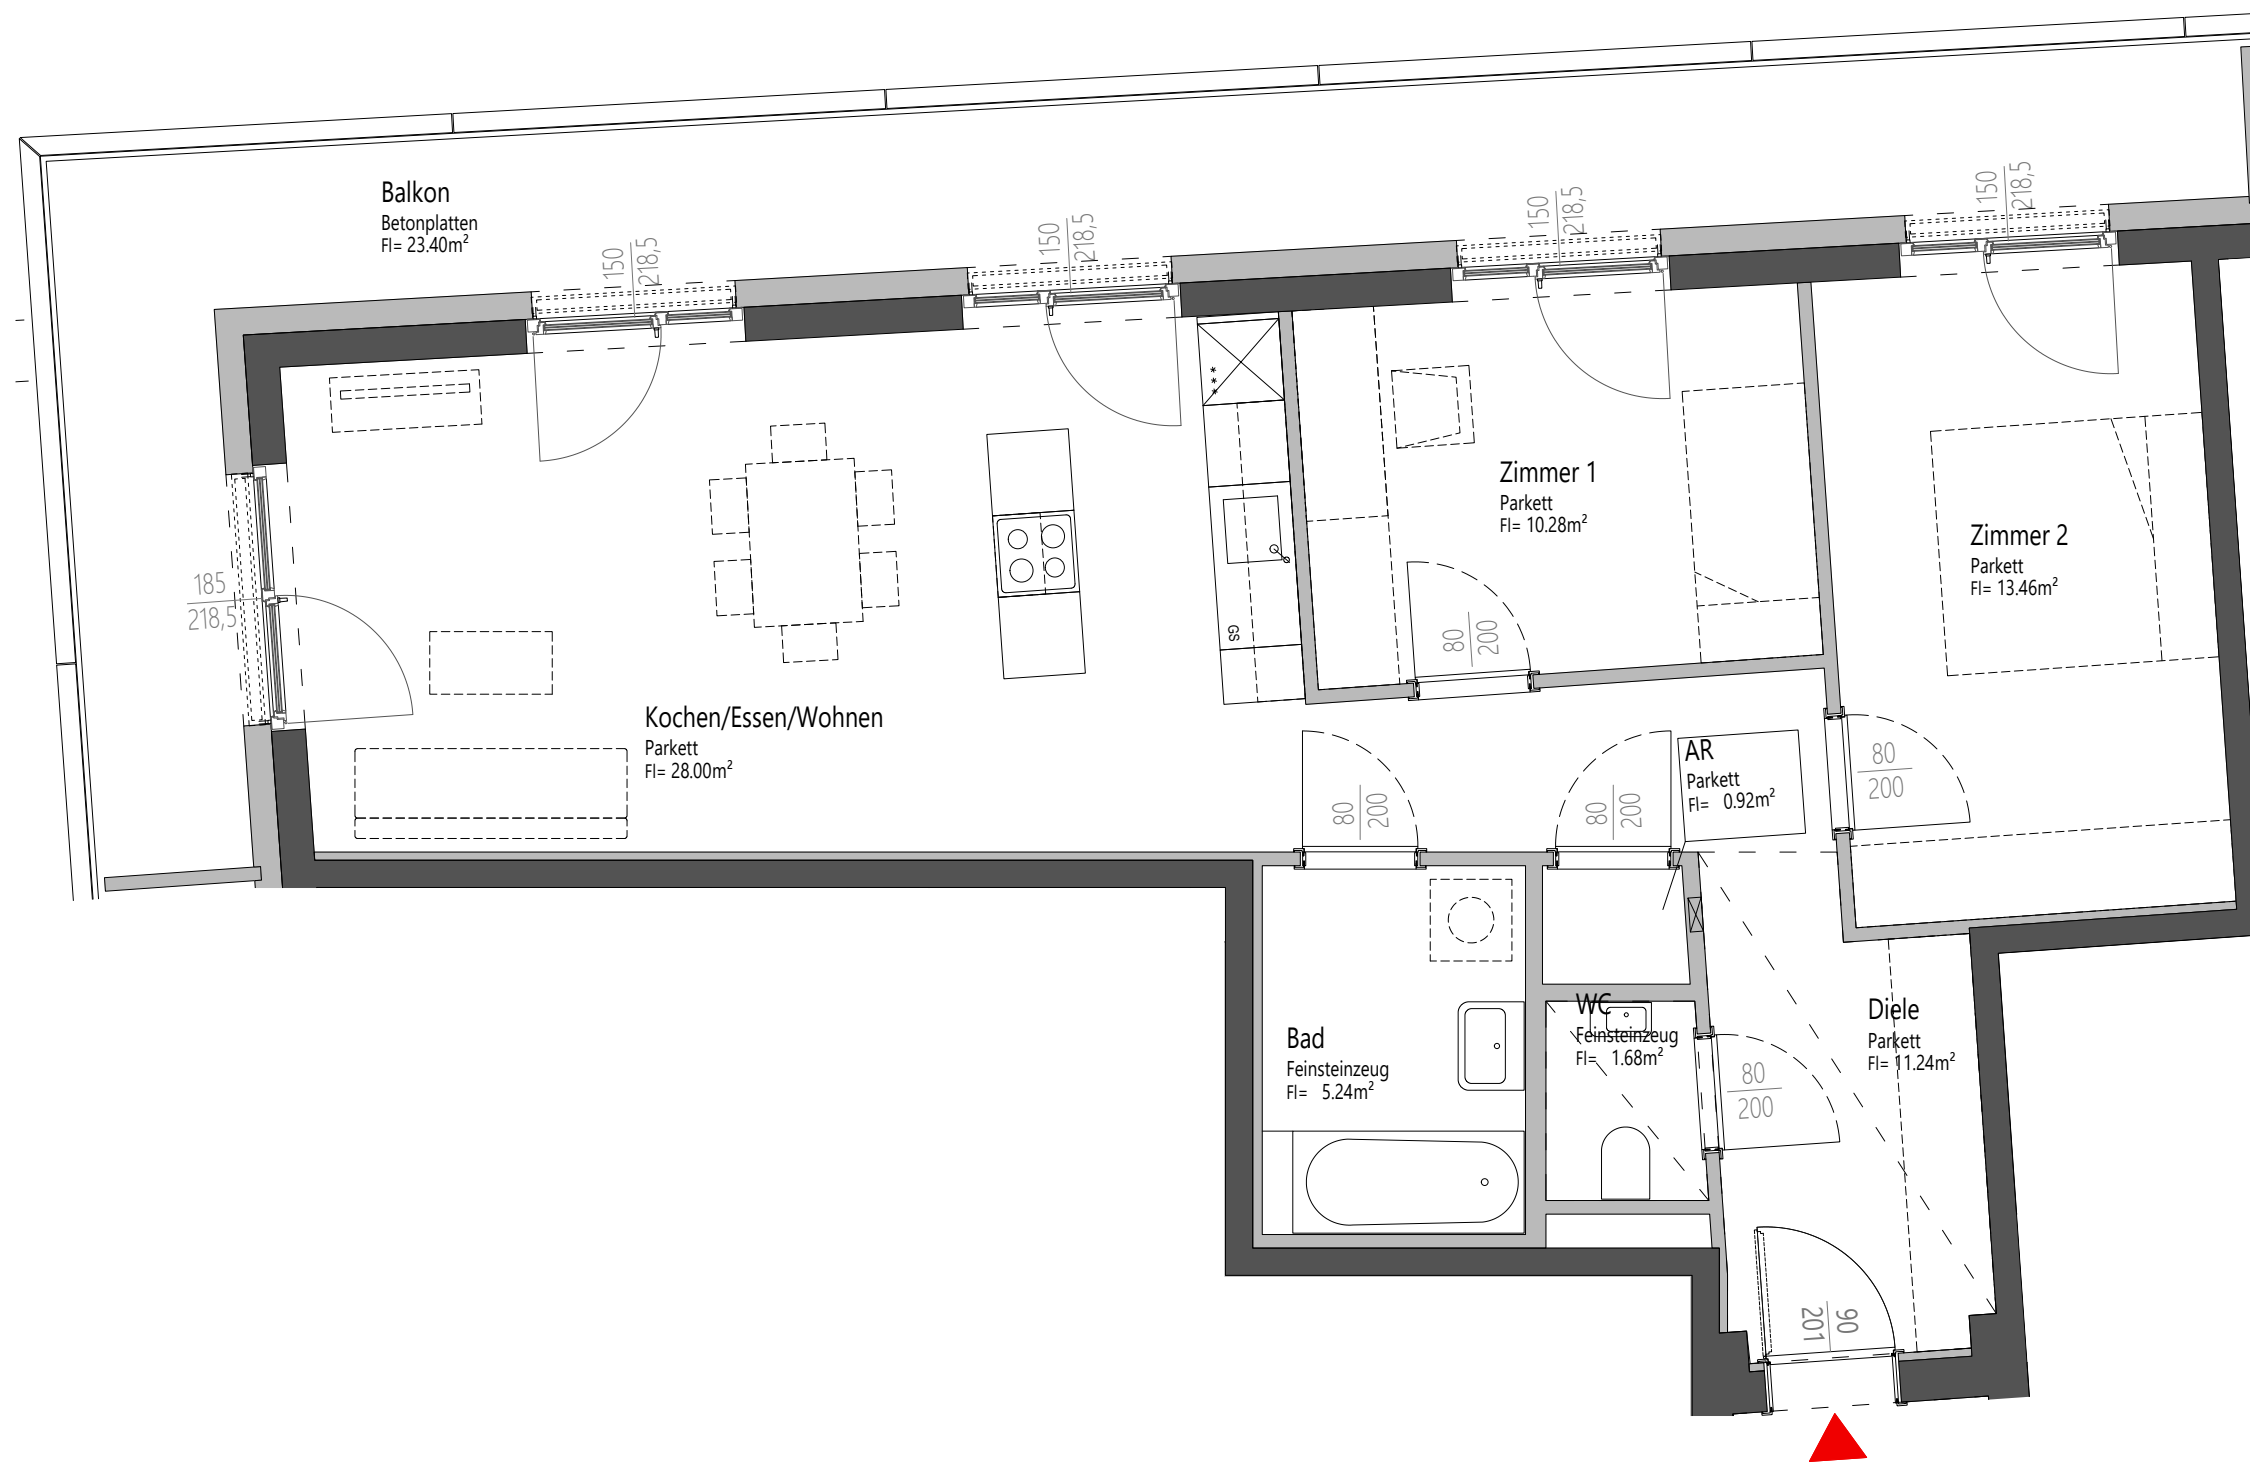 Balkon
Betonplatten
Fl= 23.40m²
150
218,5
150
218,5
150
218,5
150
218,5
185
218,5
***
GS
Zimmer 1
Parkett
Fl= 10.28m²
80
200
Zimmer 2
Parkett
Fl= 13.46m²
Kochen/Essen/Wohnen
Parkett
Fl= 28.00m²
80
200
80
200
AR
Parkett
Fl= 0.92m²
80
200
Bad
Feinsteinzeug
Fl= 5.24m²
WC
Feinsteinzeug
Fl= 1.68m²
80
200
Diele
Parkett
Fl= 11.24m²
90
201